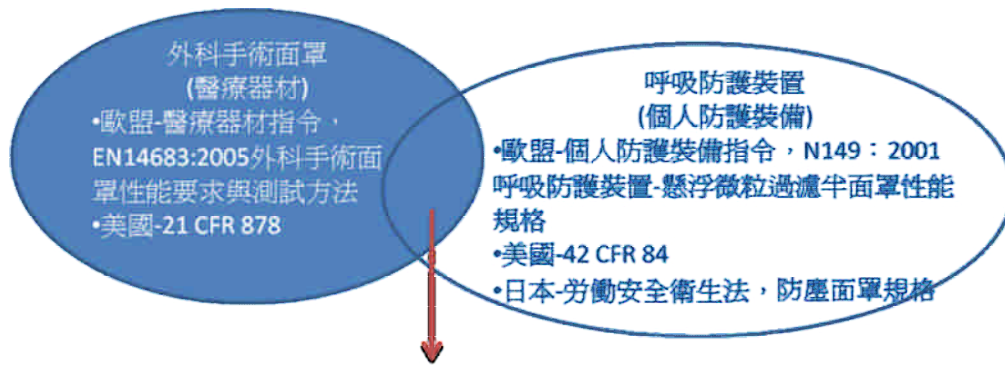 外科手術面罩
(醫療器材)
•歐盟-醫療器材指令，
EN14683:2005外科手術面
罩性能要求與測試方法
•美國-21 CFR 878
呼吸防護裝置
(個人防護裝備)
•歐盟-個人防護裝備指令，N149：2001
呼吸防護裝置-懸浮微粒過濾半面罩性能
規格
•美國-42 CFR 84
•日本-労働安全衛生法，防塵面罩規格